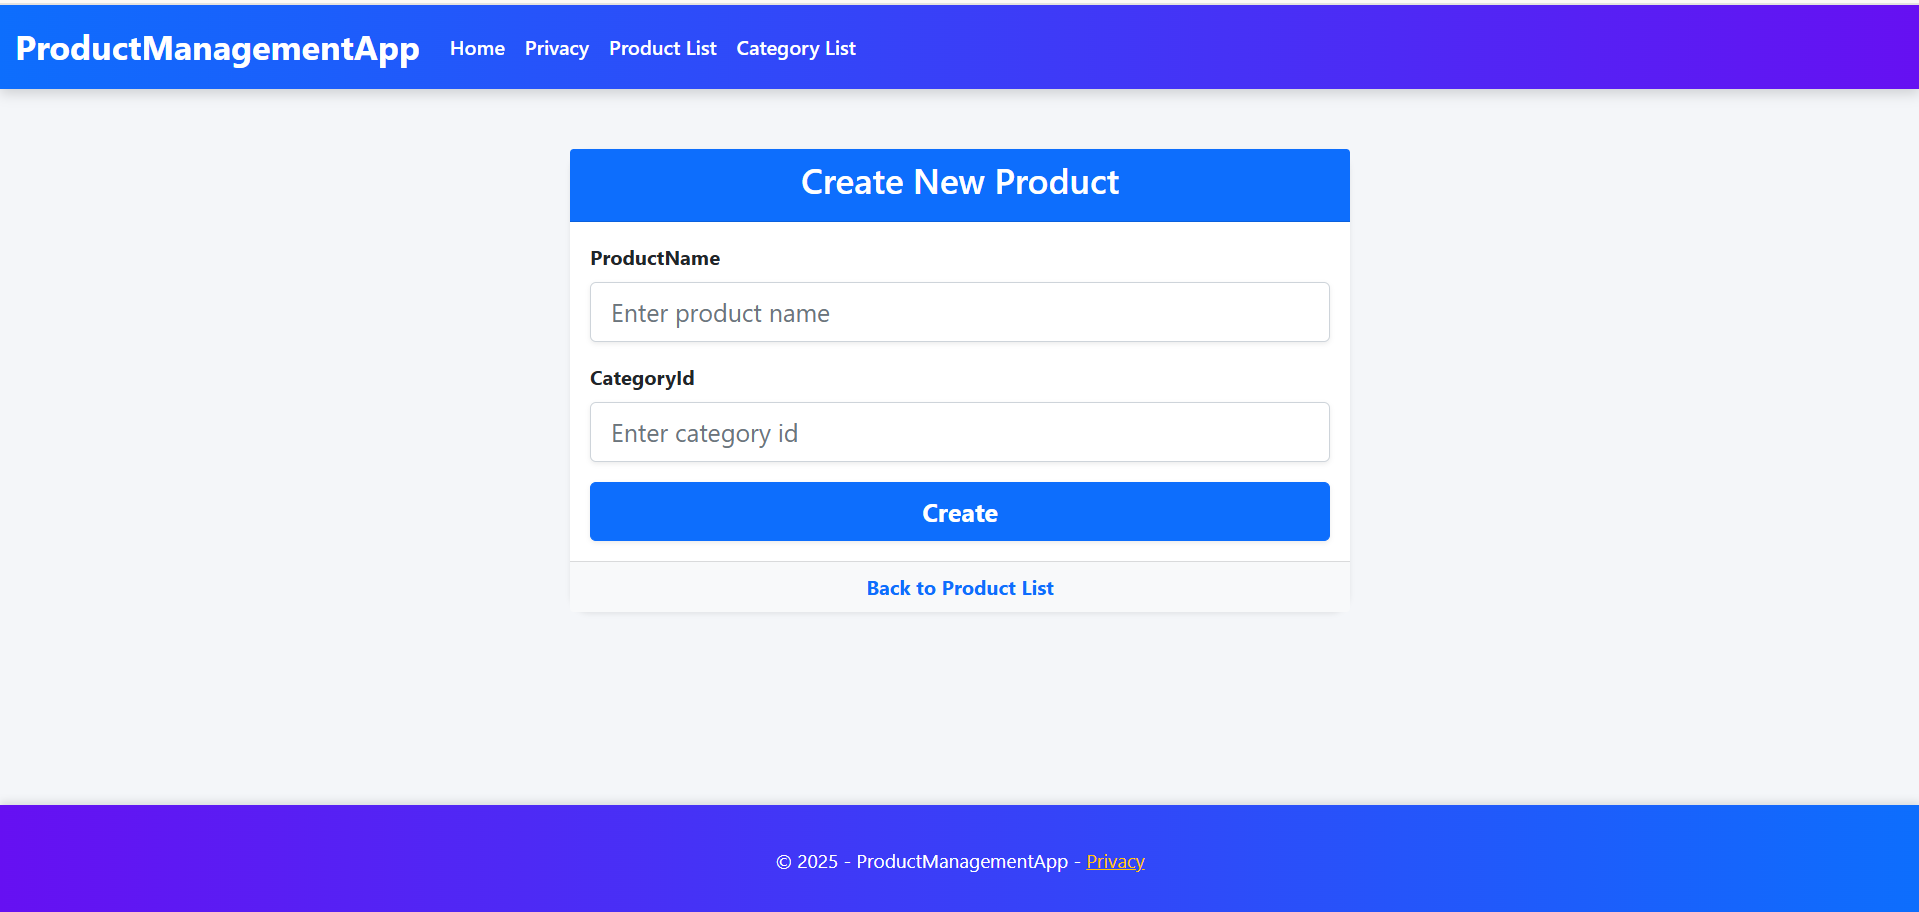 ProductManagementApp Home Privacy Product List Category List
Create New Product
ProductName
Enter product name
CategoryId
Enter category id
Create
Back to Product List
© 2025 - ProductManagementApp - Privacy